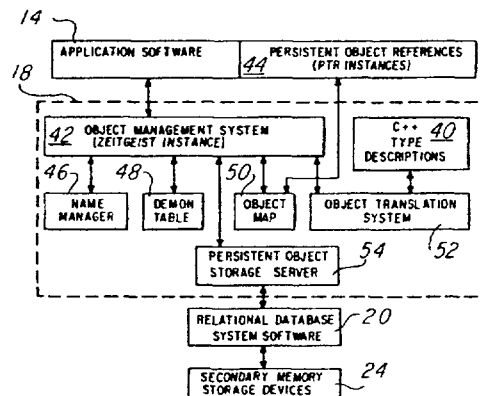 14
APPLICATION SOFTWARE
44 PERSISTENT OBJECT REFERENCES
(PTR INSTANCES)
18
42 OBJECT MANAGEMENT SYSTEM
(ZEITGEIST INSTANCE)
C++ 40
TYPE
DESCRIPTIONS
46
48
50
NAME
MANAGER
DEMON
TABLE
OBJECT
MAP
OBJECT TRANSLATION
SYSTEM
52
PERSISTENT OBJECT
STORAGE SERVER
54
RELATIONAL DATABASE
SYSTEM SOFTWARE
20
SECONDARY MEMORY
STORAGE DEVICES
24